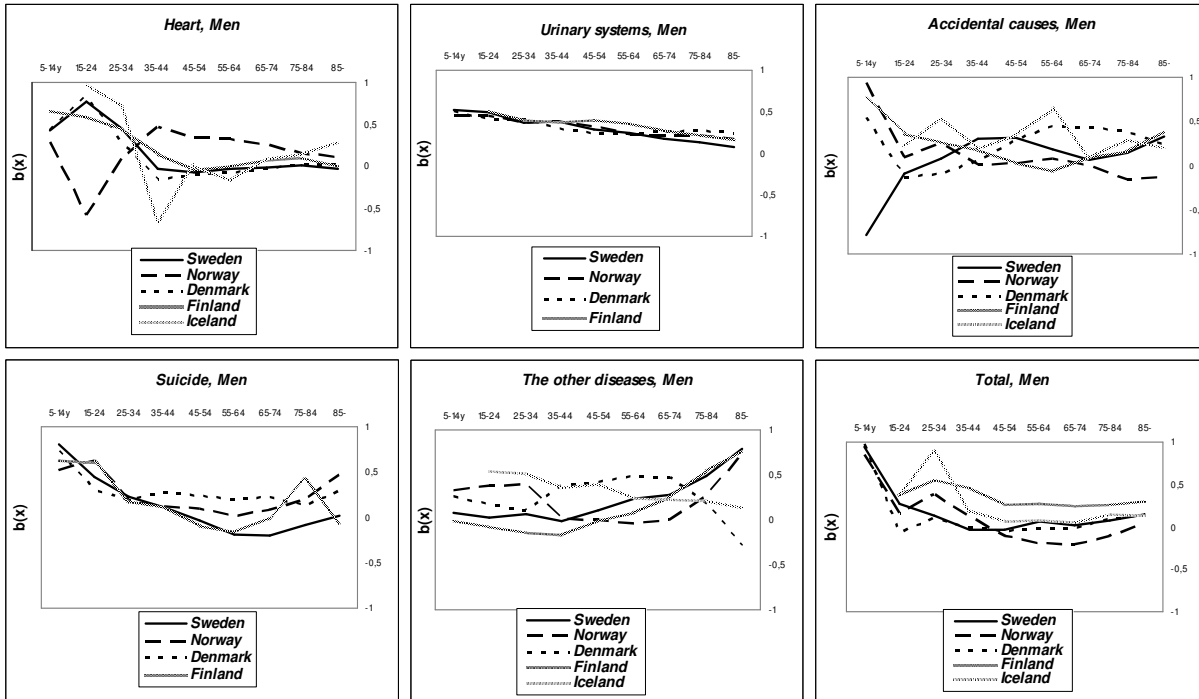 Heart, Men
5-14y 15-24 25-34 35-44 45-54 55-64 65-74 75-84 85-
b(x)
1
0,5
0
-0,5
-1
Sweden
Norway
Denmark
Finland
Iceland
Urinary systems, Men
5-14y 15-24 25-34 35-44 45-54 55-64 65-74 75-84 85-
b(x)
1
0,5
0
-0,5
-1
Sweden
Norway
Denmark
Finland
Accidental causes, Men
5-14y 15-24 25-34 35-44 45-54 55-64 65-74 75-84 85-
b(x)
1
0,5
0
-0,5
-1
Sweden
Norway
Denmark
Finland
Iceland
Suicide, Men
5-14y 15-24 25-34 35-44 45-54 55-64 65-74 75-84 85-
b(x)
1
0,5
0
-0,5
-1
Sweden
Norway
Denmark
Finland
The other diseases, Men
5-14y 15-24 25-34 35-44 45-54 55-64 65-74 75-84 85-
b(x)
1
0,5
0
-0,5
-1
Sweden
Norway
Denmark
Finland
Iceland
Total, Men
5-14y 15-24 25-34 35-44 45-54 55-64 65-74 75-84 85-
b(x)
1
0,5
0
-0,5
-1
Sweden
Norway
Denmark
Finland
Iceland